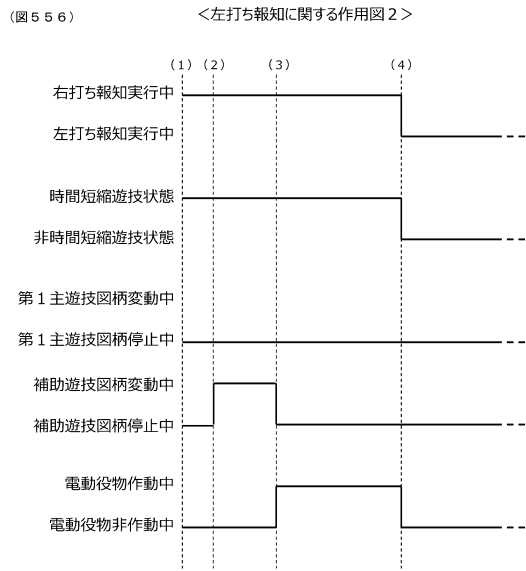 （図５５６）
＜左打ち報知に関する作用図２＞
（１）（２）（３）（４）
右打ち報知実行中
左打ち報知実行中
時間短縮遊技状態
非時間短縮遊技状態
第１主遊技図柄変動中
第１主遊技図柄停止中
補助遊技図柄変動中
補助遊技図柄停止中
電動役物作動中
電動役物非作動中